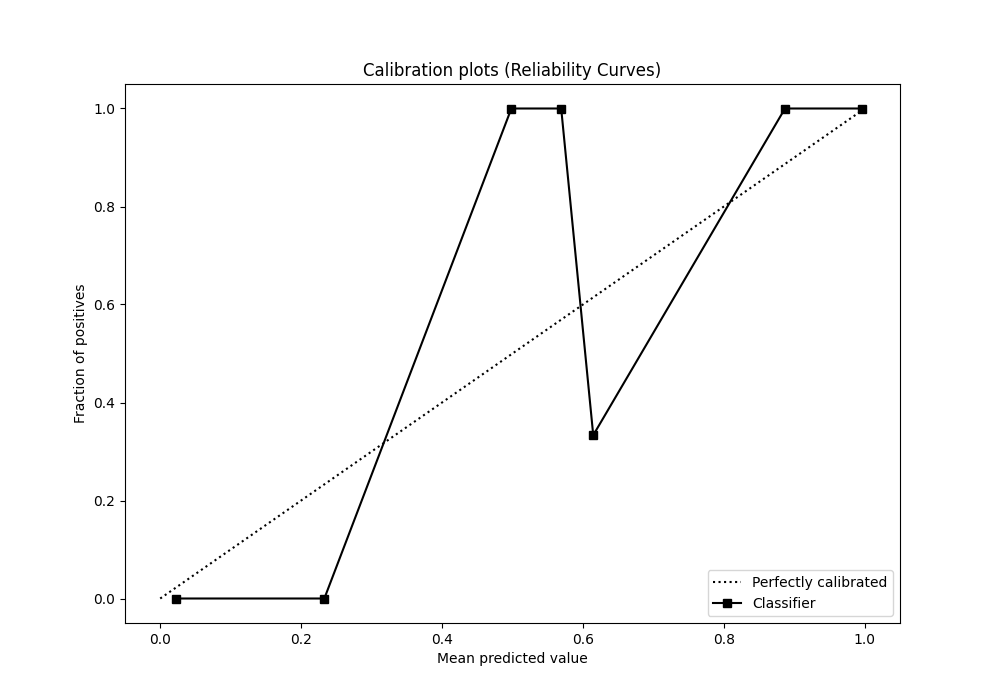 Calibration plots (Reliability Curves)
Fraction of positives
1.0
0.8
0.6
0.4
0.2
0.0
0.0 0.2 0.4 0.6 0.8 1.0
Mean predicted value
Perfectly calibrated
Classifier